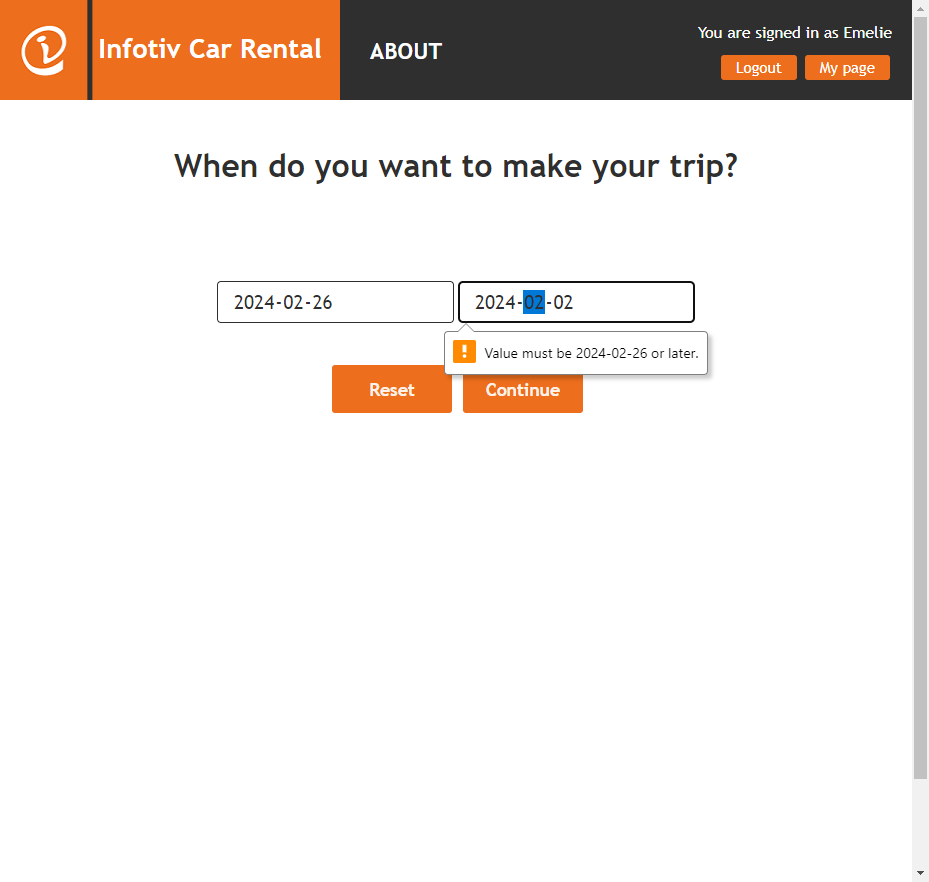 Infotiv Car Rental
ABOUT
You are signed in as Emelie
Logout
My page
When do you want to make your trip?
2024-02-26
2024-02-02
Value must be 2024-02-26 or later.
Reset
Continue